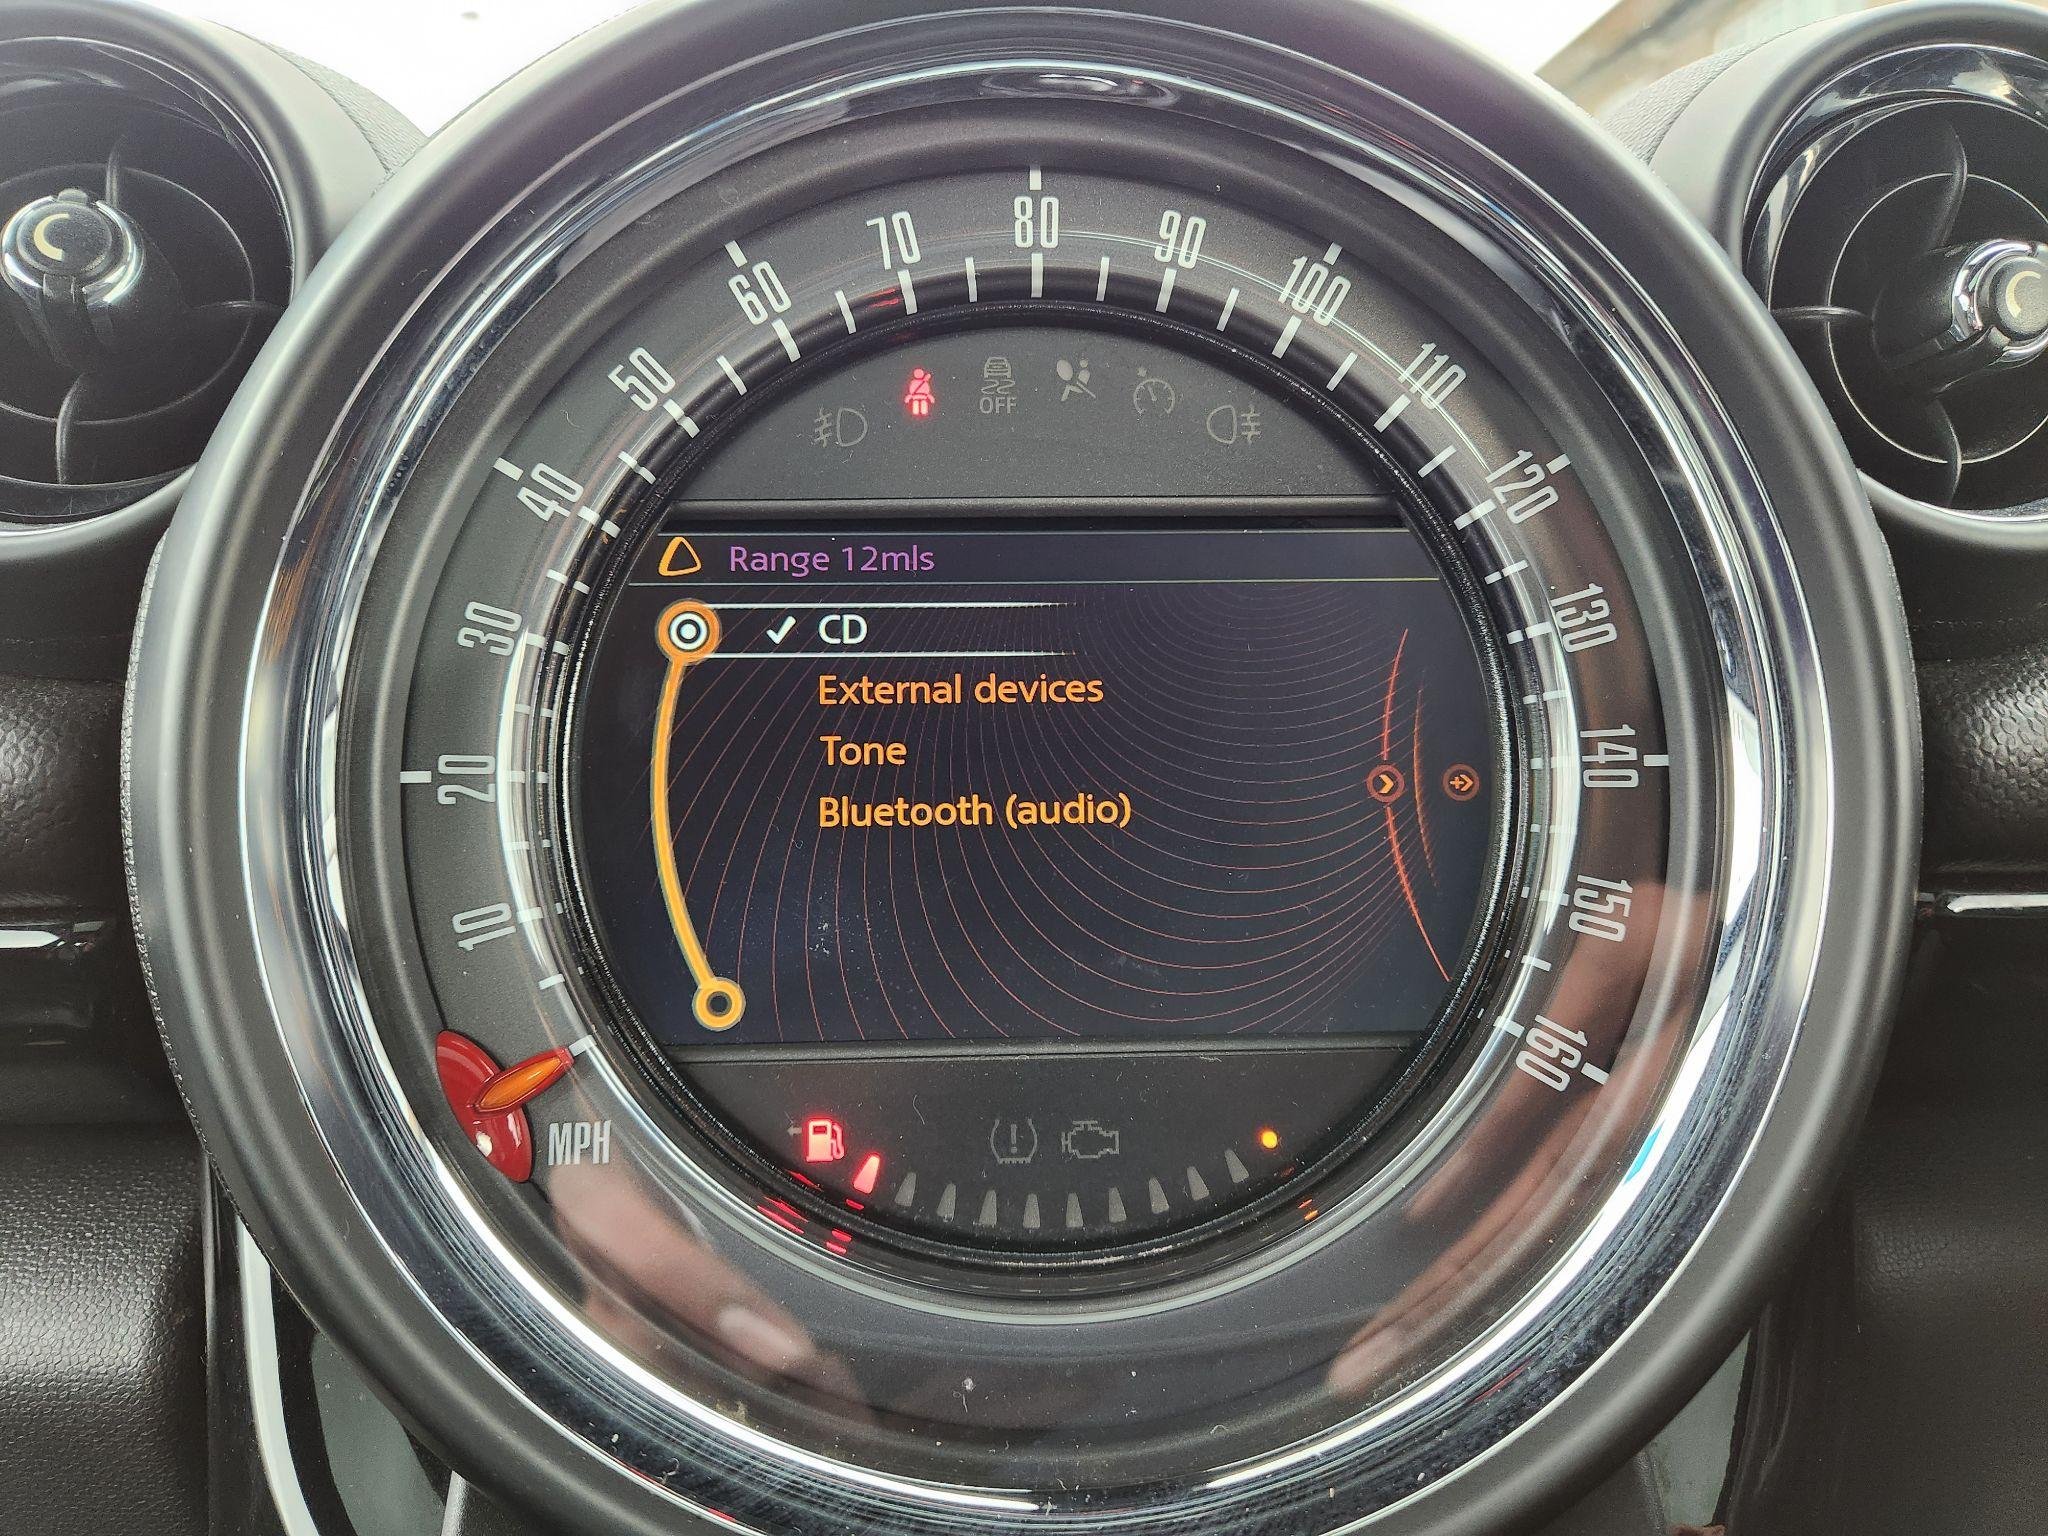 10
20
30
40
50
60
70
80
90
100
110
120
130
140
150
160
MPH
OFF
Range 12mls
CD
External devices
Tone
Bluetooth (audio)